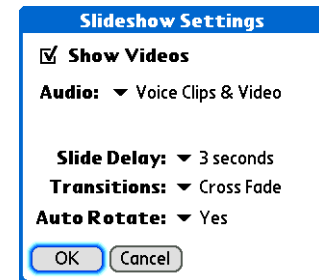 Slideshow Settings
Show Videos
Audio: Voice Clips & Video
Slide Delay: 3 seconds
Transitions: Cross Fade
Auto Rotate: Yes
OK Cancel